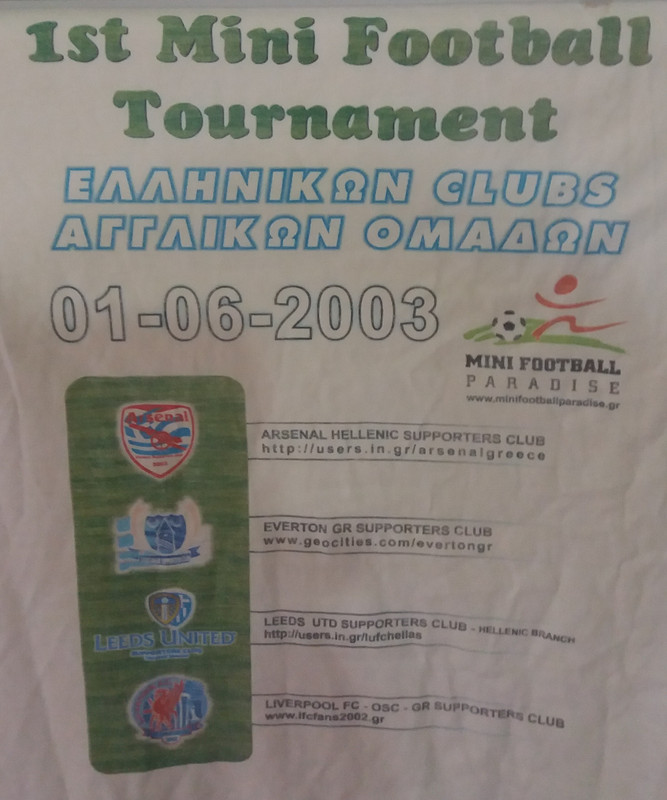 1st Mini Football
Tournament
ΕΛΛΗΝΙΚΩΝ CLUBS
ΑΓΓΛΙΚΩΝ ΟΜΑΔΩΝ
01-06-2003
MINI FOOTBALL
PARADISE
www.minifootballparadise.gr
Arsenal
ARSENAL HELLENIC SUPPORTERS CLUB
http://users.in.gr/arsenalgreece
EVERTON GR SUPPORTERS CLUB
www.geocities.com/evertongr
LEEDS UNITED
LEEDS UTD SUPPORTERS CLUB - HELLENIC BRANCH
http://users.in.gr/lufchellas
LIVERPOOL FC - OSC - GR SUPPORTERS CLUB
www.lfcfans2002.gr